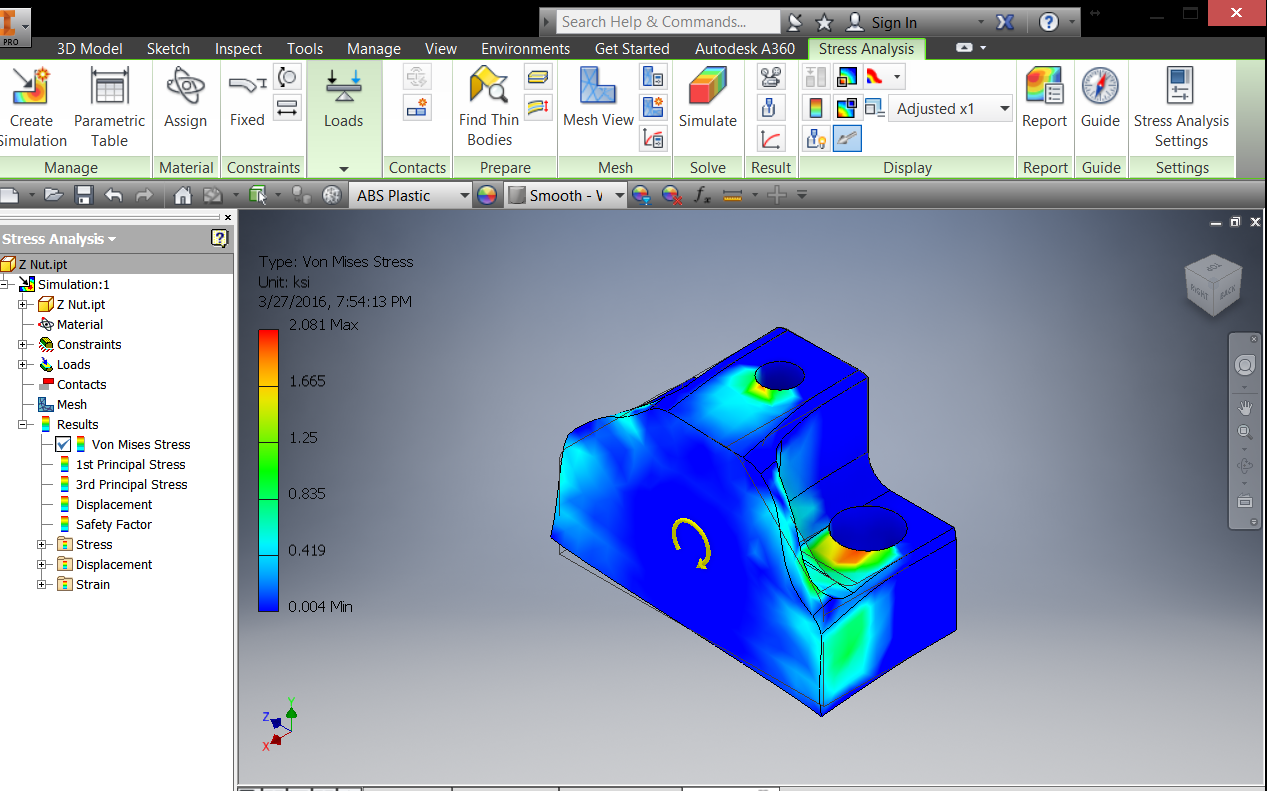 Search Help & Commands...
Sign In
PRO
3D Model Sketch Inspect Tools Manage View Environments Get Started Autodesk A360 Stress Analysis
Create Simulation
Parametric Table
Assign
Fixed
Loads
Find Thin Bodies
Mesh View
Simulate
Adjusted x1
Report
Guide
Stress Analysis Settings
Manage Material Constraints Contacts Prepare Mesh Solve Result Display Report Guide Settings
ABS Plastic
Smooth -
Stress Analysis
Z Nut.ipt
Simulation:1
Z Nut.ipt
Material
Constraints
Loads
Contacts
Mesh
Results
Von Mises Stress
1st Principal Stress
3rd Principal Stress
Displacement
Safety Factor
Stress
Displacement
Strain
Type: Von Mises Stress
Unit: ksi
3/27/2016, 7:54:13 PM
2.081 Max
1.665
1.25
0.835
0.419
0.004 Min
TOP
RIGHT
BACK
Y
Z
X